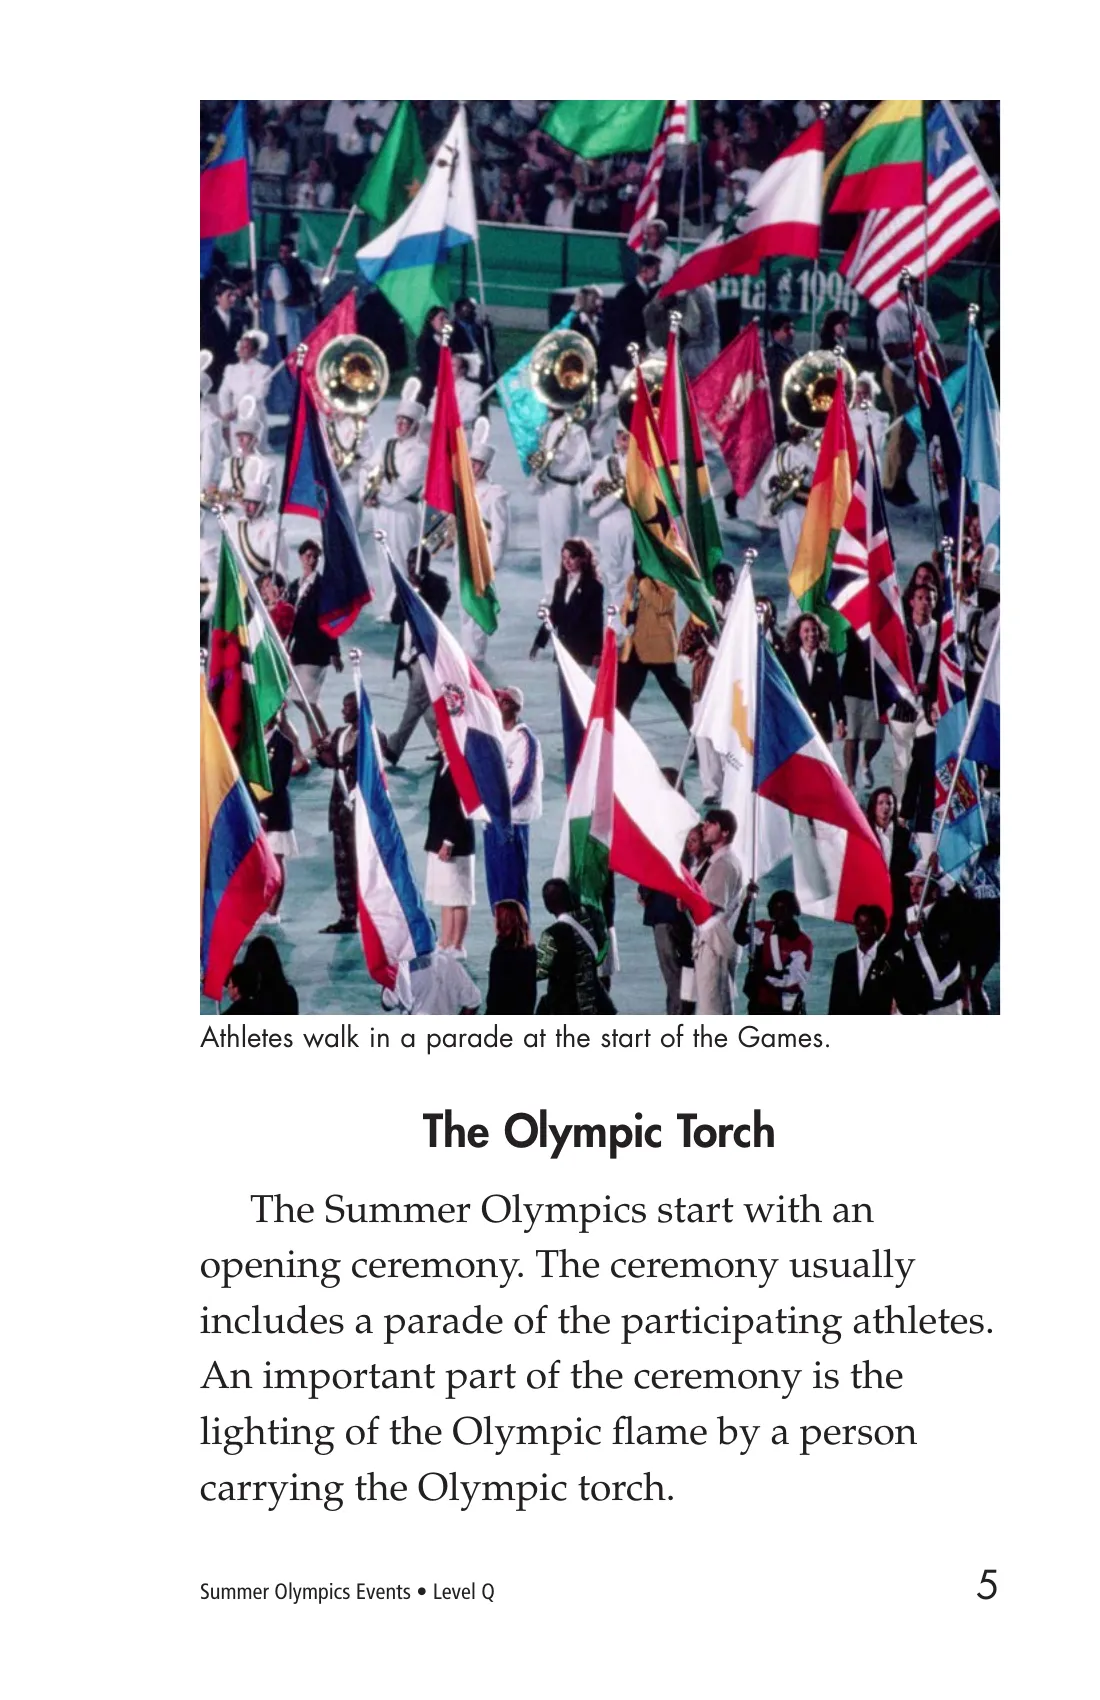 1996
Athletes walk in a parade at the start of the Games.
The Olympic Torch
The Summer Olympics start with an
opening ceremony. The ceremony usually
includes a parade of the participating athletes.
An important part of the ceremony is the
lighting of the Olympic flame by a person
carrying the Olympic torch.
Summer Olympics Events • Level Q
5